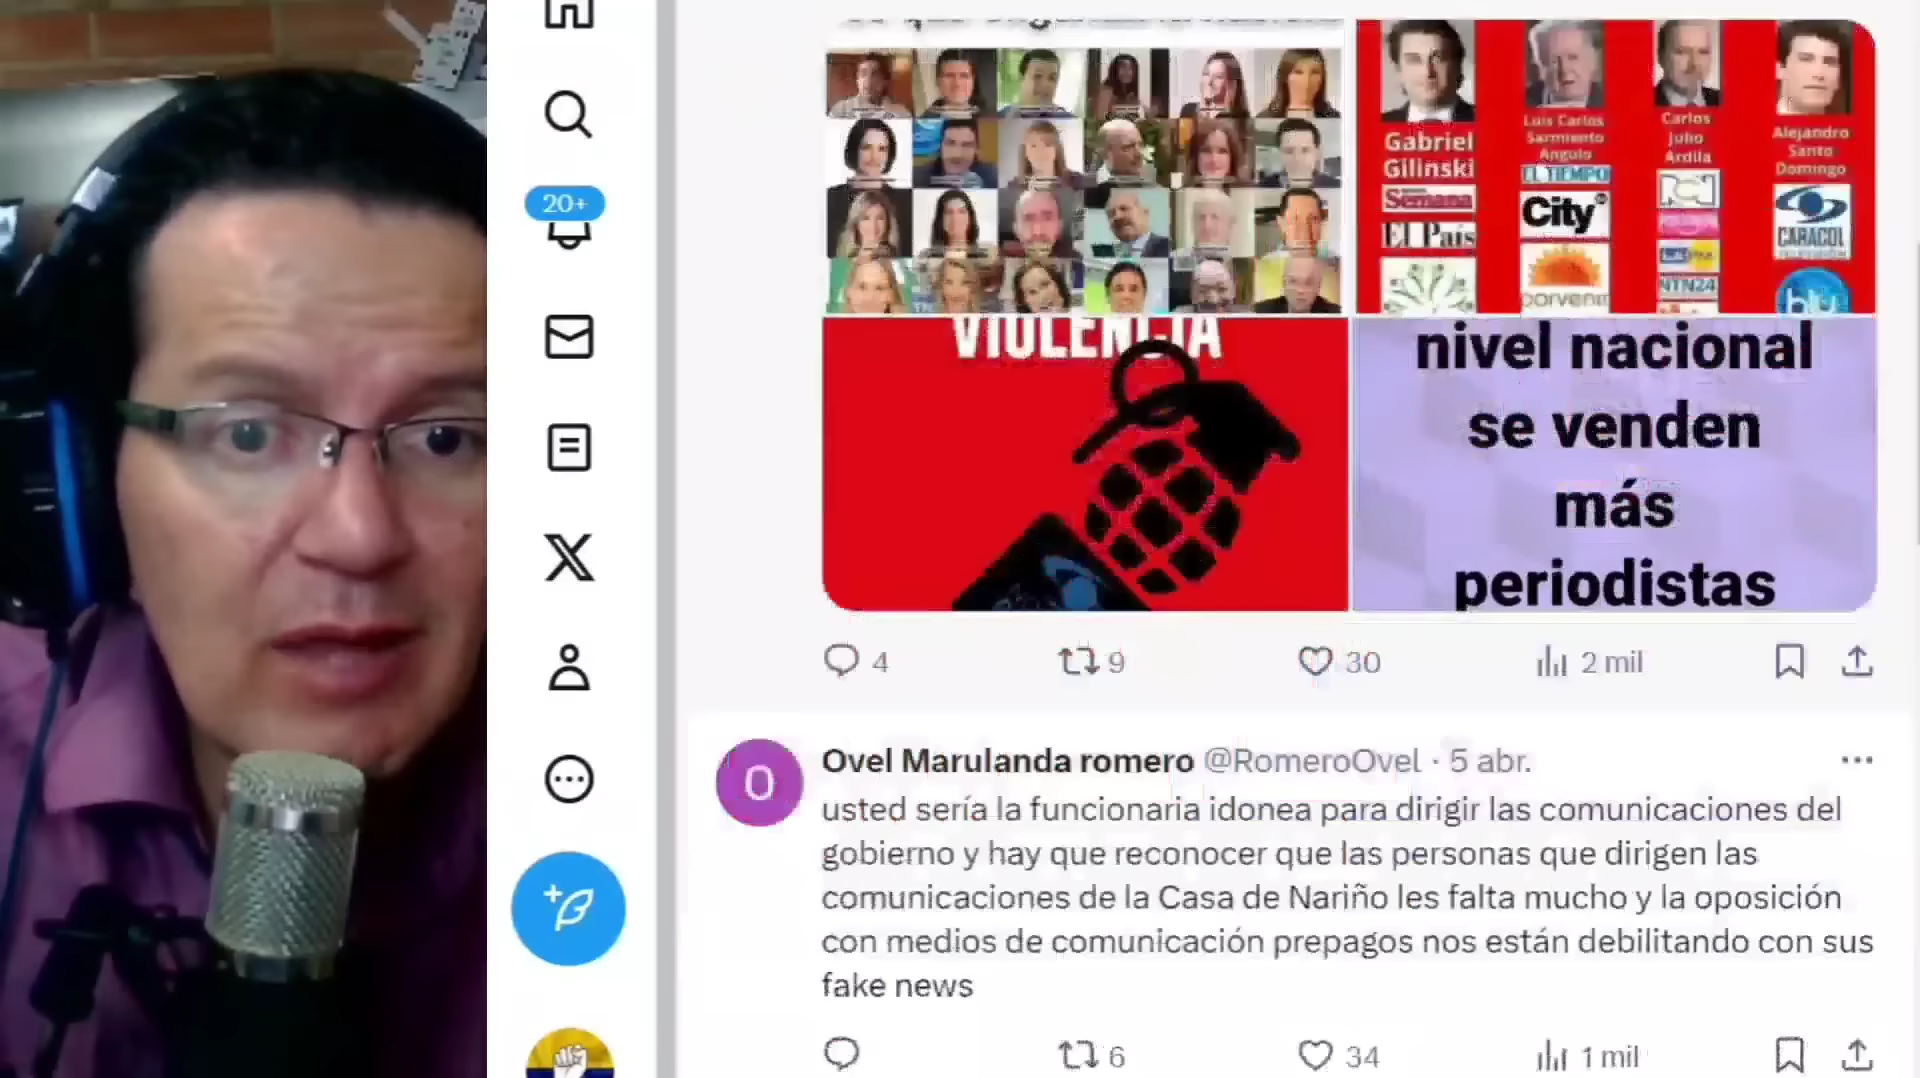 20+
Gabriel
Gilinski
Semana
El País
Luis Carlos
Sarmiento
Angulo
EL TIEMPO
City
porvenir
Carlos
Julio
Ardila
RCN
NTN24
Alejandro
Santo
Domingo
CARACOL
TELEVISIÓN
blu
VIOLENCIA
nivel nacional
se venden
más
periodistas
4
9
30
2 mil
Ovel Marulanda romero @RomeroOvel · 5 abr.
O
usted sería la funcionaria idonea para dirigir las comunicaciones del
gobierno y hay que reconocer que las personas que dirigen las
comunicaciones de la Casa de Nariño les falta mucho y la oposición
con medios de comunicación prepagos nos están debilitando con sus
fake news
6
34
1 mil